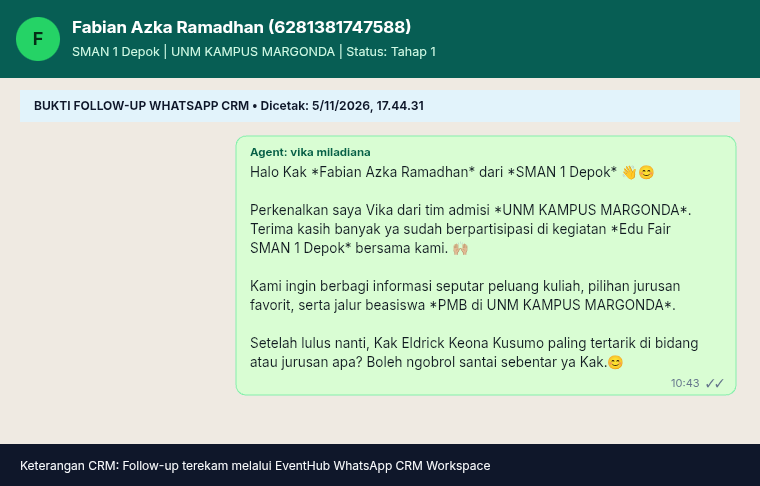 F
Fabian Azka Ramadhan (6281381747588)
SMAN 1 Depok | UNM KAMPUS MARGONDA | Status: Tahap 1
BUKTI FOLLOW-UP WHATSAPP CRM • Dicetak: 5/11/2026, 17.44.31
Agent: vika miladiana
Halo Kak *Fabian Azka Ramadhan* dari *SMAN 1 Depok* 👋😊
Perkenalkan saya Vika dari tim admisi *UNM KAMPUS MARGONDA*.
Terima kasih banyak ya sudah berpartisipasi di kegiatan *Edu Fair
SMAN 1 Depok* bersama kami. 🙌🏼
Kami ingin berbagi informasi seputar peluang kuliah, pilihan jurusan
favorit, serta jalur beasiswa *PMB di UNM KAMPUS MARGONDA*.
Setelah lulus nanti, Kak Eldrick Keona Kusumo paling tertarik di bidang
atau jurusan apa? Boleh ngobrol santai sebentar ya Kak.😊
10:43 ✓✓
Keterangan CRM: Follow-up terekam melalui EventHub WhatsApp CRM Workspace